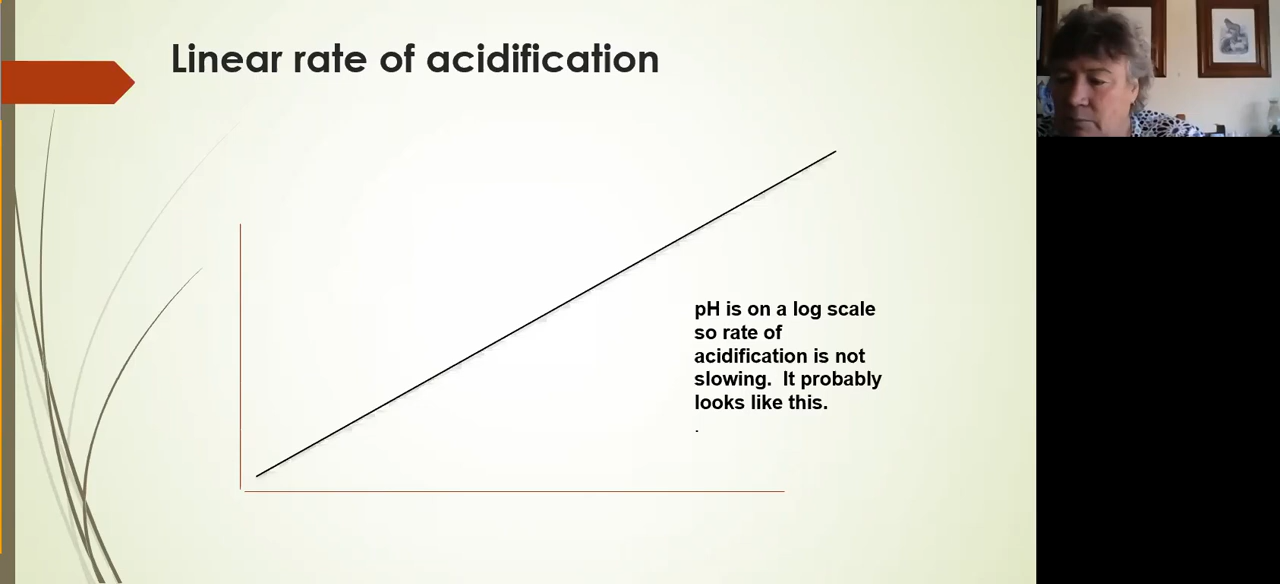 Linear rate of acidification
pH is on a log scale
so rate of
acidification is not
slowing.  It probably
looks like this.
.